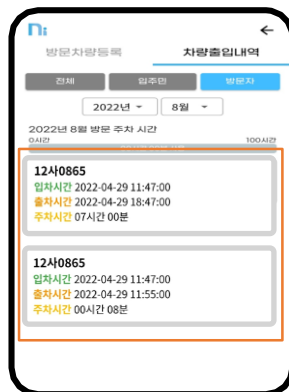 Ni
방문차량등록 차량출입내역
전체 입주민 방문자
2022년 8월
2022년 8월 방문 주차 시간
0시간 100시간
12사0865
입차시간 2022-04-29 11:47:00
출차시간 2022-04-29 18:47:00
주차시간 07시간 00분
12사0865
입차시간 2022-04-29 11:47:00
출차시간 2022-04-29 11:55:00
주차시간 00시간 08분